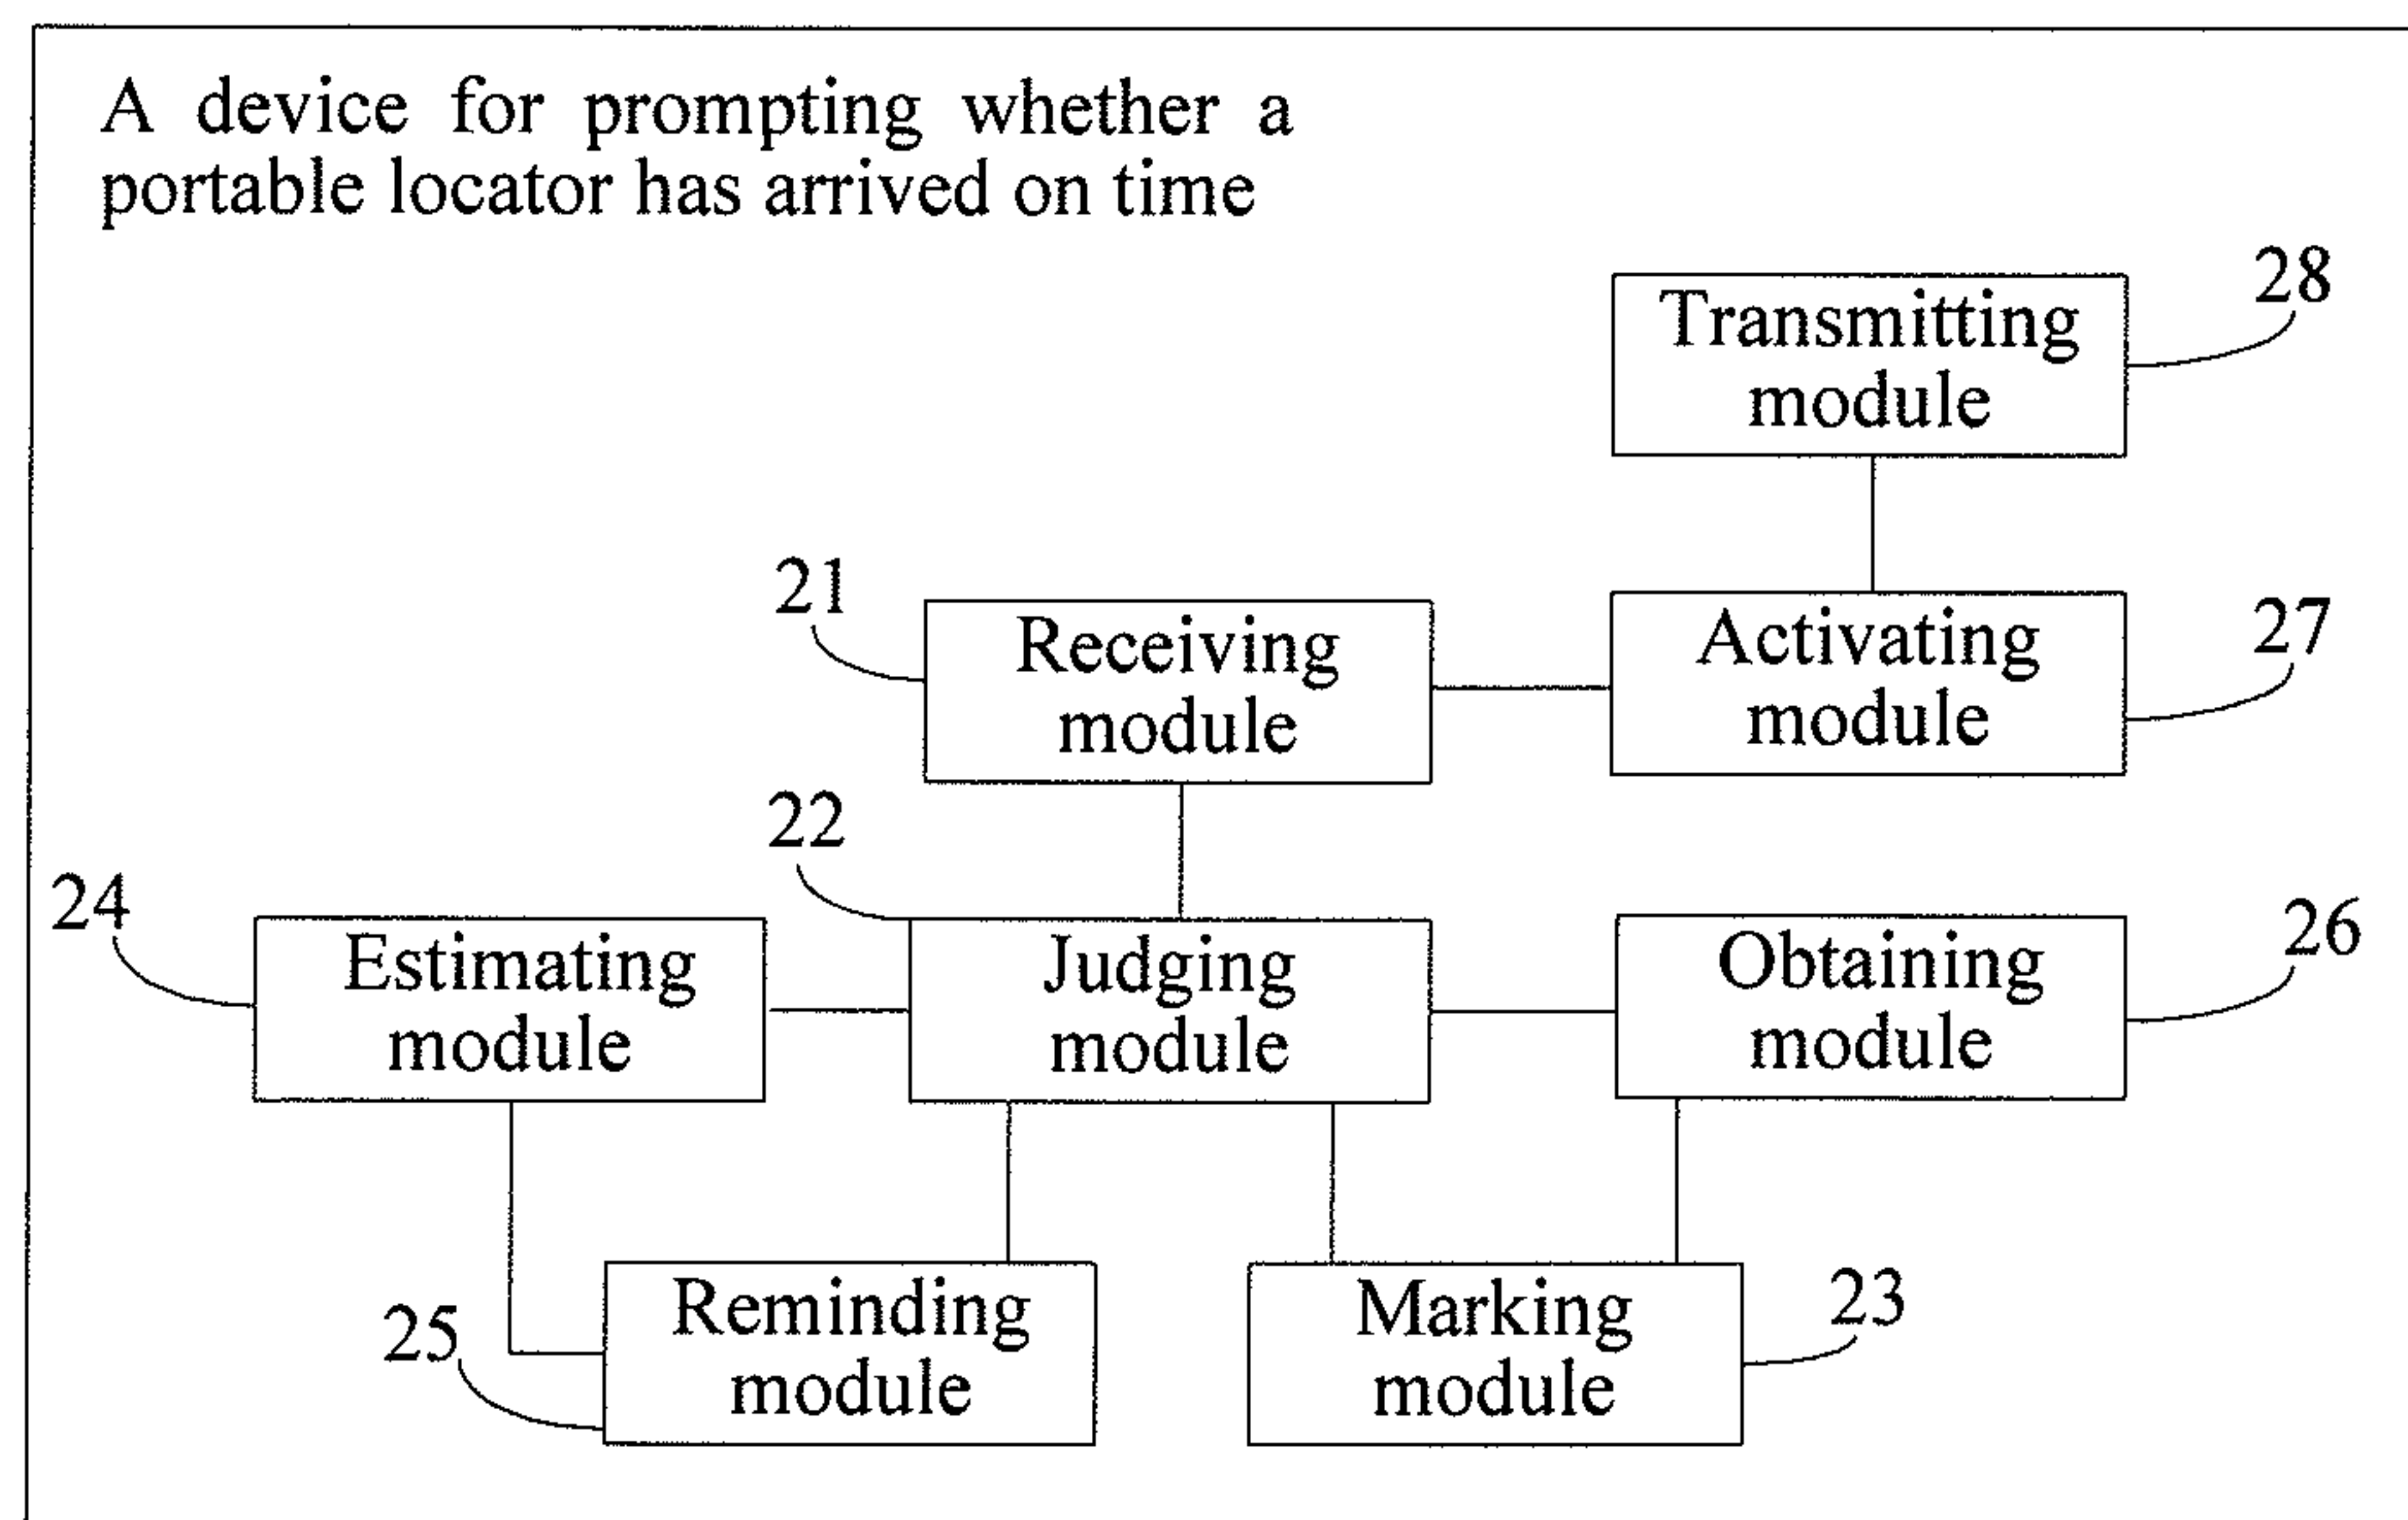 A device for prompting whether a
portable locator has arrived on time
28
Transmitting
module
21
Receiving
module
Activating
module
27
22
24
Estimating
module
Judging
module
Obtaining
module
26
25
Reminding
module
Marking
module
23